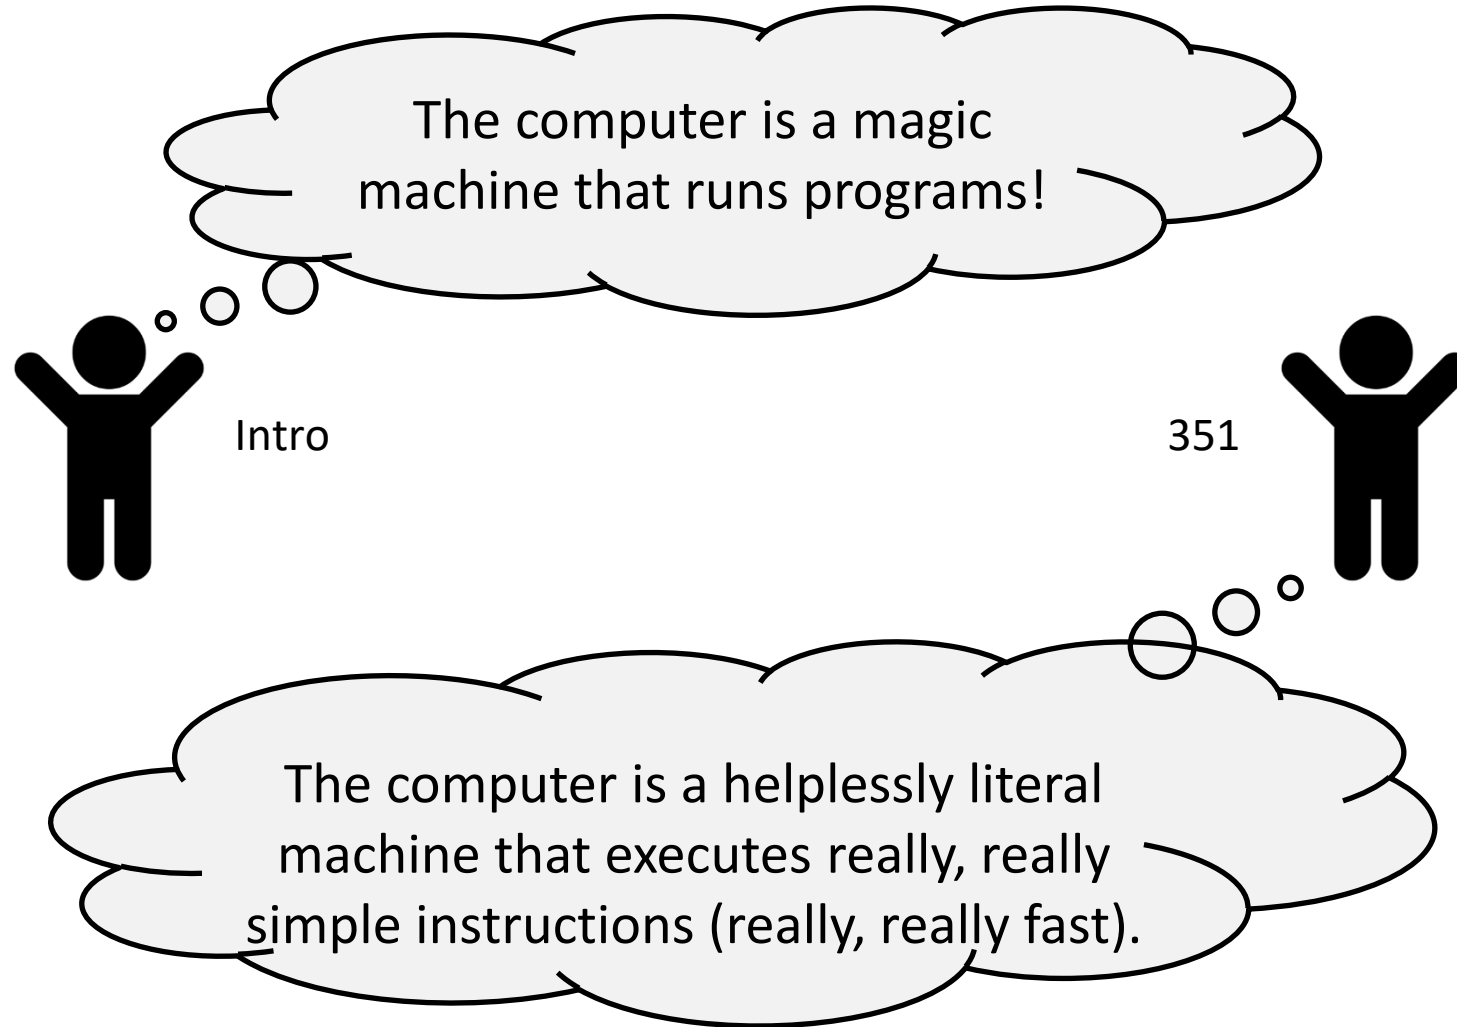 The computer is a magic
machine that runs programs!
Intro
351
The computer is a helplessly literal
machine that executes really, really
simple instructions (really, really fast).